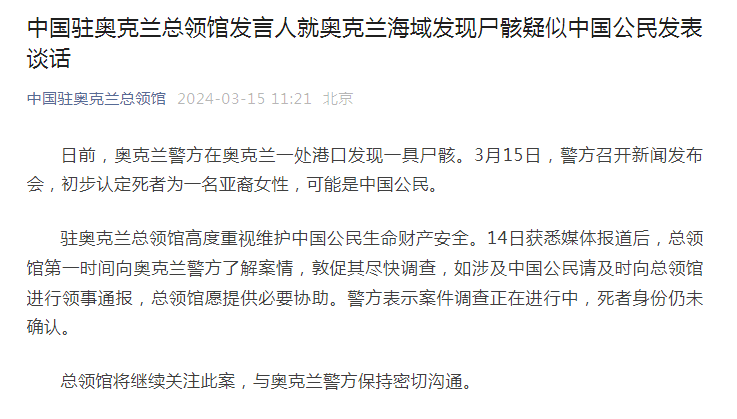 中国驻奥克兰总领馆发言人就奥克兰海域发现尸骸疑似中国公民发表
谈话
中国驻奥克兰总领馆 2024-03-15 11:21 北京
日前，奥克兰警方在奥克兰一处港口发现一具尸骸。3月15日，警方召开新闻发布
会，初步认定死者为一名亚裔女性，可能是中国公民。
驻奥克兰总领馆高度重视维护中国公民生命财产安全。14日获悉媒体报道后，总领
馆第一时间向奥克兰警方了解案情，敦促其尽快调查，如涉及中国公民请及时向总领馆
进行领事通报，总领馆愿提供必要协助。警方表示案件调查正在进行中，死者身份仍未
确认。
总领馆将继续关注此案，与奥克兰警方保持密切沟通。